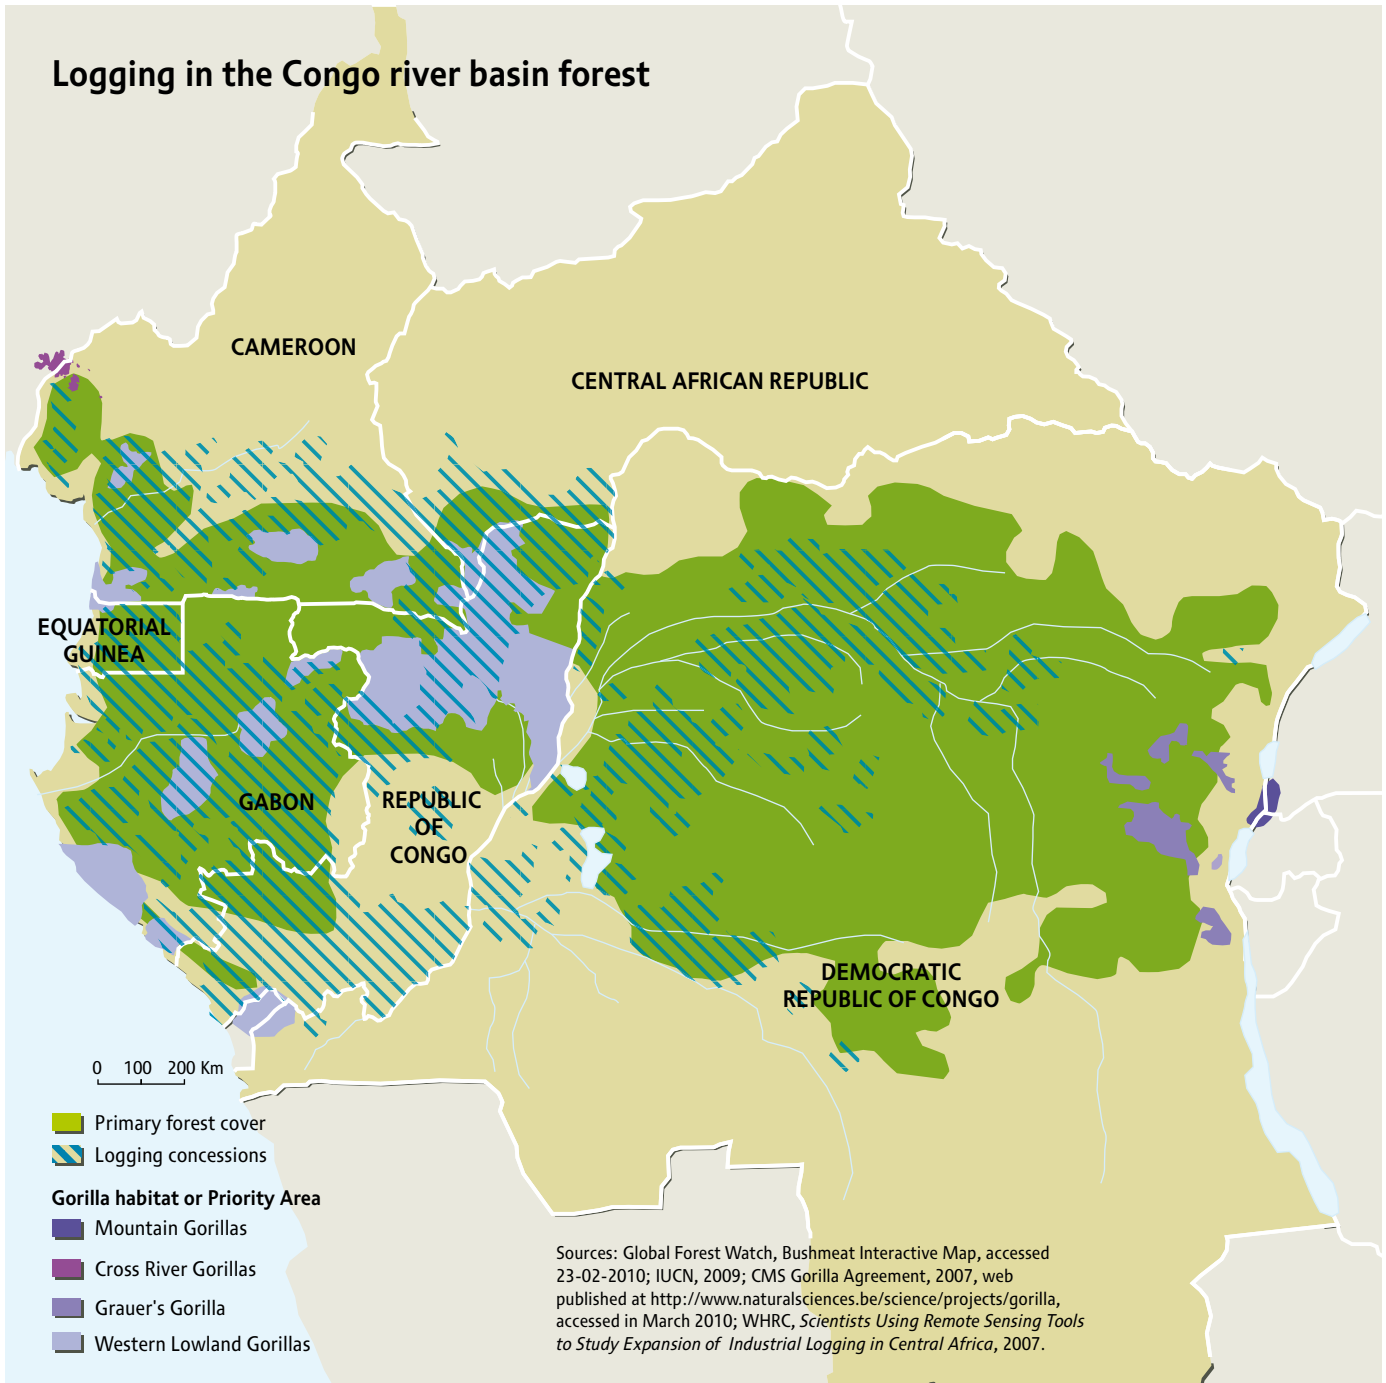 Logging in the Congo river basin forest
CAMEROON
CENTRAL AFRICAN REPUBLIC
EQUATORIAL
GUINEA
GABON
REPUBLIC
OF
CONGO
DEMOCRATIC
REPUBLIC OF CONGO
0 100 200 Km
Primary forest cover
Logging concessions
Gorilla habitat or Priority Area
Mountain Gorillas
Cross River Gorillas
Grauer's Gorilla
Western Lowland Gorillas
Sources: Global Forest Watch, Bushmeat Interactive Map, accessed
23-02-2010; IUCN, 2009; CMS Gorilla Agreement, 2007, web
published at http://www.naturalsciences.be/science/projects/gorilla,
accessed in March 2010; WHRC, Scientists Using Remote Sensing Tools
to Study Expansion of Industrial Logging in Central Africa, 2007.